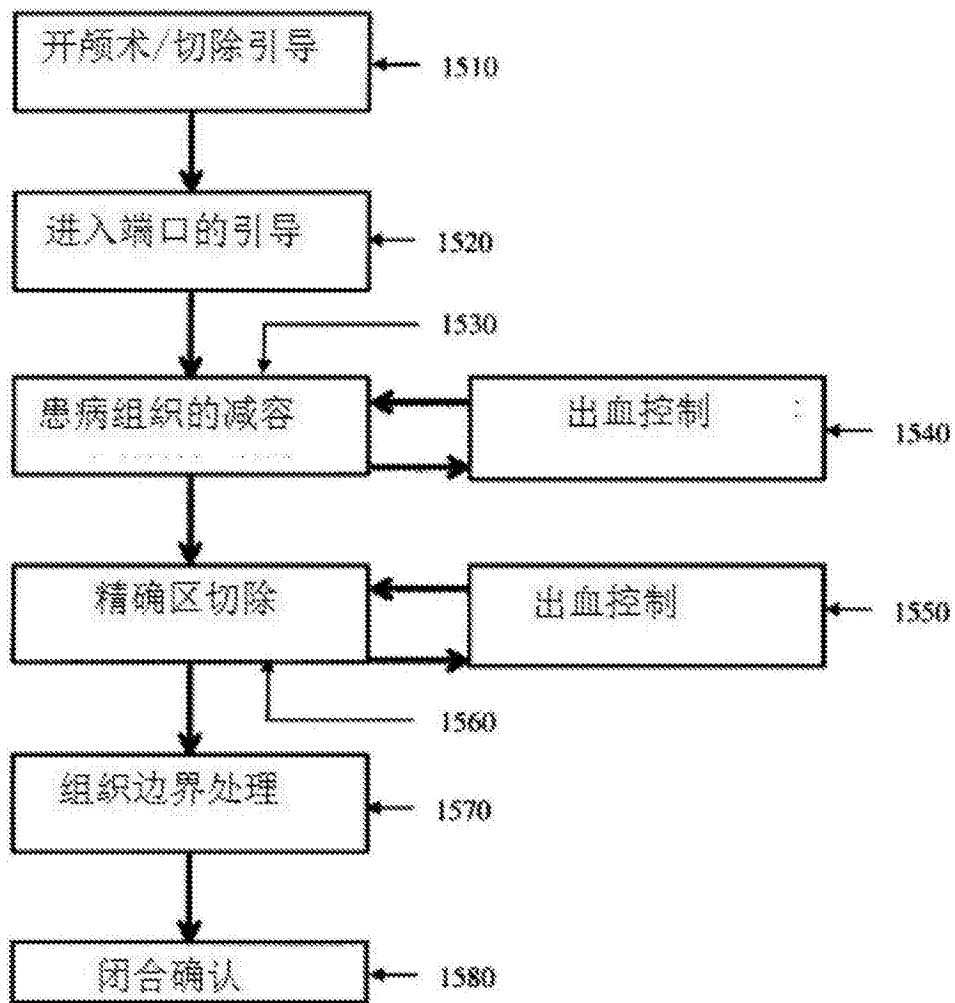 开颅术/切除引导
1510
进入端口的引导
1520
1530
患病组织的减容
出血控制
1540
精确区切除
出血控制
1550
1560
组织边界处理
1570
闭合确认
1580